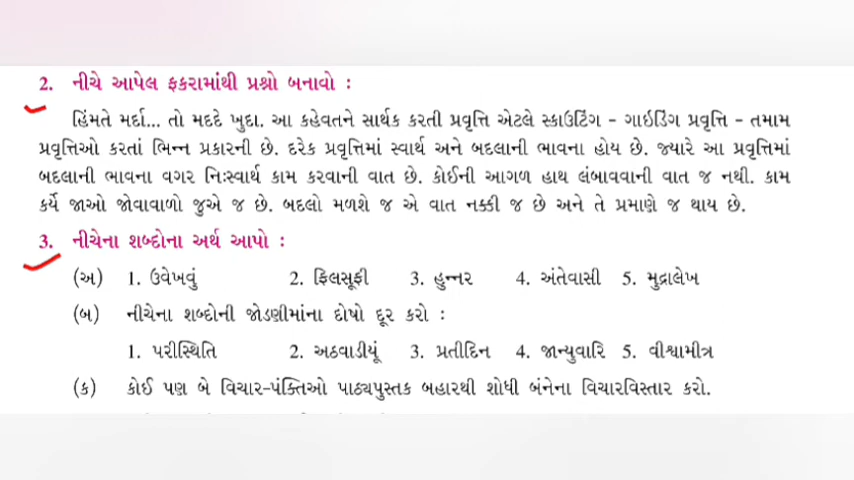 2. નીચે આપેલ ફકરામાંથી પ્રશ્નો બનાવો :
હિંમતે મર્દા... તો મદદે ખુદા. આ કહેવતને સાર્થક કરતી પ્રવૃત્તિ એટલે સ્કાઉટિંગ - ગાઇડિંગ પ્રવૃત્તિ - તમામ
પ્રવૃત્તિઓ કરતાં ભિન્ન પ્રકારની છે. દરેક પ્રવૃત્તિમાં સ્વાર્થ અને બદલાની ભાવના હોય છે. જ્યારે આ પ્રવૃત્તિમાં
બદલાની ભાવના વગર નિઃસ્વાર્થ કામ કરવાની વાત છે. કોઈની આગળ હાથ લંબાવવાની વાત જ નથી. કામ
કર્યે જાઓ જોવાવાળો જુએ જ છે. બદલો મળશે જ એ વાત નક્કી જ છે અને તે પ્રમાણે જ થાય છે.
3. નીચેના શબ્દોના અર્થ આપો :
(અ) 1. ઉવેખવું 2. ફિલસૂફી 3. હુન્નર 4. અંતેવાસી 5. મુદ્રાલેખ
(બ) નીચેના શબ્દોની જોડણીમાંના દોષો દૂર કરો :
1. પરીસ્થિતિ 2. અઠવાડીયૂં 3. પ્રતીદિન 4. જાન્યુવારિ 5. વીશ્વામીત્ર
(ક) કોઈ પણ બે વિચાર-પંક્તિઓ પાઠ્યપુસ્તક બહારથી શોધી બંનેના વિચારવિસ્તાર કરો.